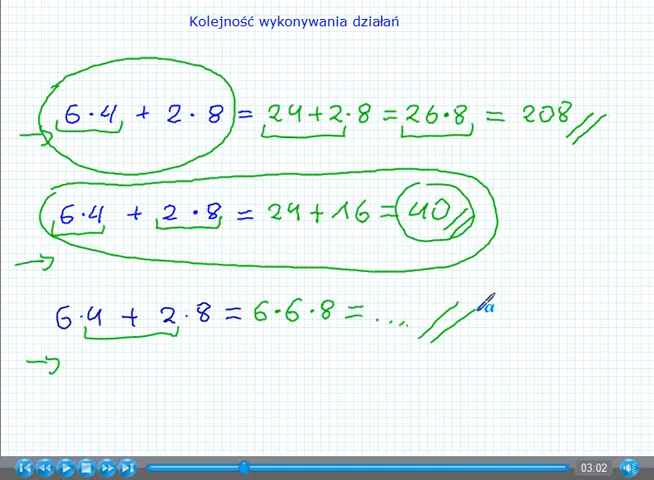 Kolejność wykonywania działań
6·4 + 2·8 = 24+2·8 = 26·8 = 208
6·4 + 2·8 = 24+16 = 40
6·4 + 2·8 = 6·6·8 = ...
a
03:02